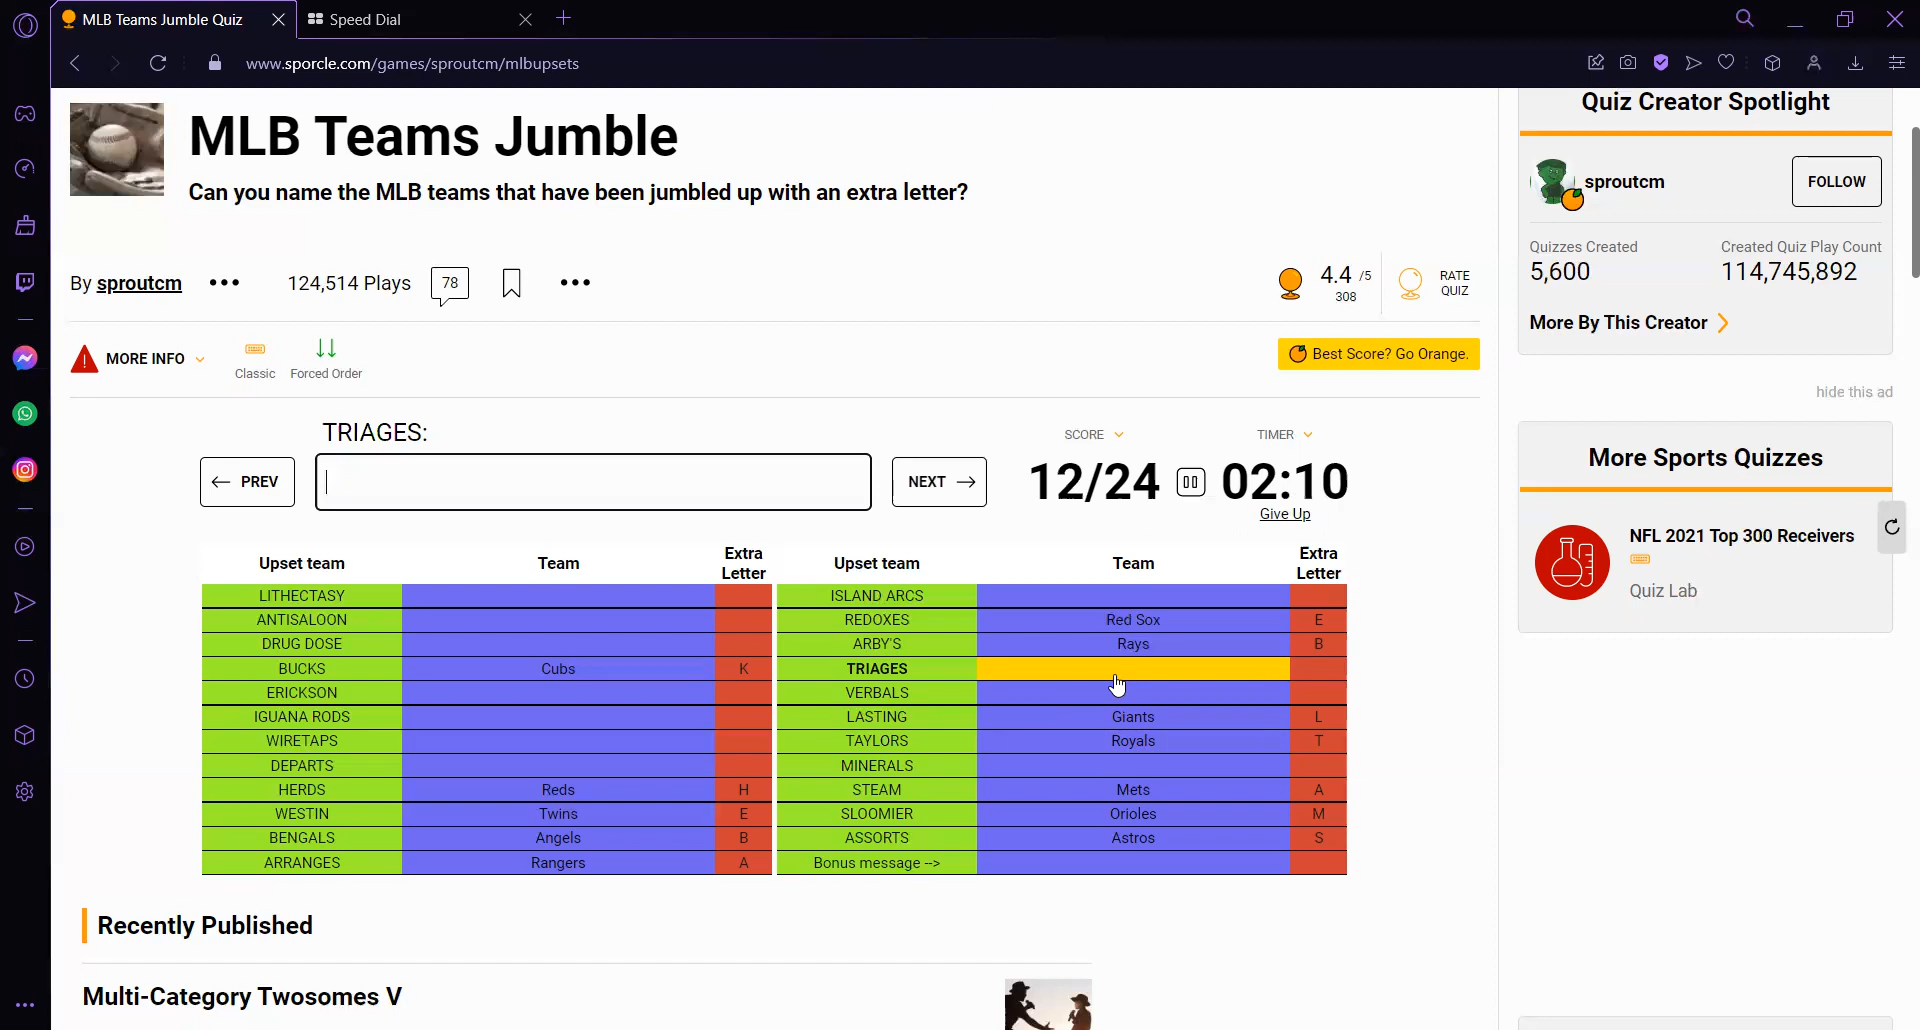 MLB Teams Jumble Quiz
Speed Dial
www.sporcle.com/games/sproutcm/mlbupsets
MLB Teams Jumble
Can you name the MLB teams that have been jumbled up with an extra letter?
By sproutcm
124,514 Plays
78
4.4 /5
308
RATE
QUIZ
MORE INFO
Classic
Forced Order
Best Score? Go Orange.
TRIAGES:
PREV
NEXT
SCORE
12/24
TIMER
02:10
Give Up
Upset team Team Extra Letter Upset team Team Extra Letter
LITHECTASY ISLAND ARCS
ANTISALOON REDOXES Red Sox E
DRUG DOSE ARBY'S Rays B
BUCKS Cubs K TRIAGES
ERICKSON VERBALS
IGUANA RODS LASTING Giants L
WIRETAPS TAYLORS Royals T
DEPARTS MINERALS
HERDS Reds H STEAM Mets A
WESTIN Twins E SLOOMIER Orioles M
BENGALS Angels B ASSORTS Astros S
ARRANGES Rangers A Bonus message -->
Recently Published
Multi-Category Twosomes V
Quiz Creator Spotlight
sproutcm
FOLLOW
Quizzes Created Created Quiz Play Count
5,600 114,745,892
More By This Creator
hide this ad
More Sports Quizzes
NFL 2021 Top 300 Receivers
Quiz Lab